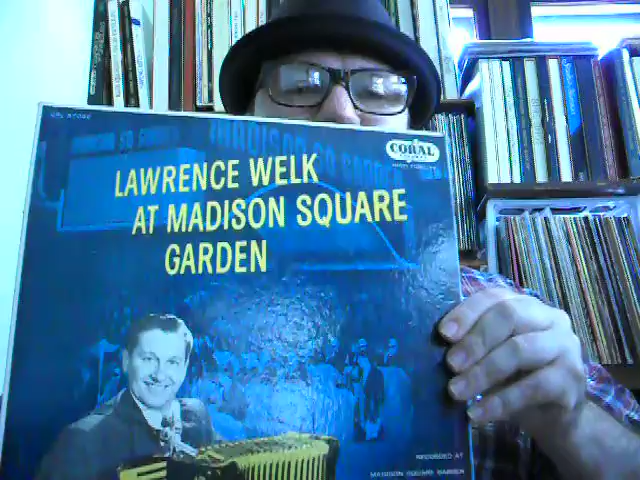 CORAL
LAWRENCE WELK
AT MADISON SQUARE
GARDEN
RECORDED AT
MADISON SQUARE GARDEN